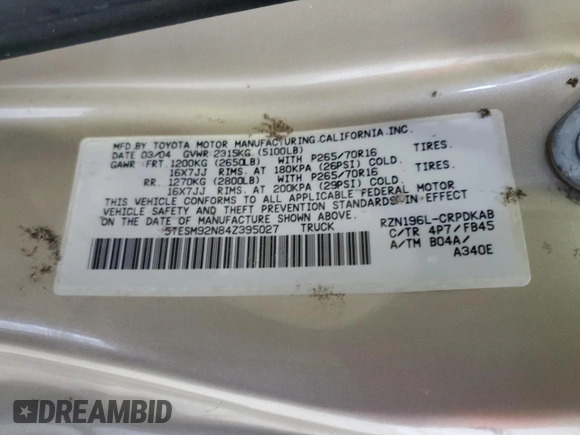 MFD.BY TOYOTA MOTOR MANUFACTURING.CALIFORNIA.INC.
DATE 03/04 GVWR 2315KG (5100LB)
GAWR FRT. 1200KG (2650LB) WITH P265/70R16 TIRES.
16X7JJ RIMS AT 180KPA (26PSI) COLD.
RR. 1270KG (2800LB) WITH P265/70R16 TIRES.
16X7JJ RIMS AT 200KPA (29PSI) COLD.
THIS VEHICLE CONFORMS TO ALL APPLICABLE FEDERAL MOTOR
VEHICLE SAFETY AND BUMPER STANDARDS IN EFFECT
ON THE DATE OF MANUFACTURE SHOWN ABOVE.
5TESM92N84Z395027 TRUCK
RZN196L-CRPDKAB
C/TR 4P7/FB45
A/TM B04A/
A340E
DREAMBID